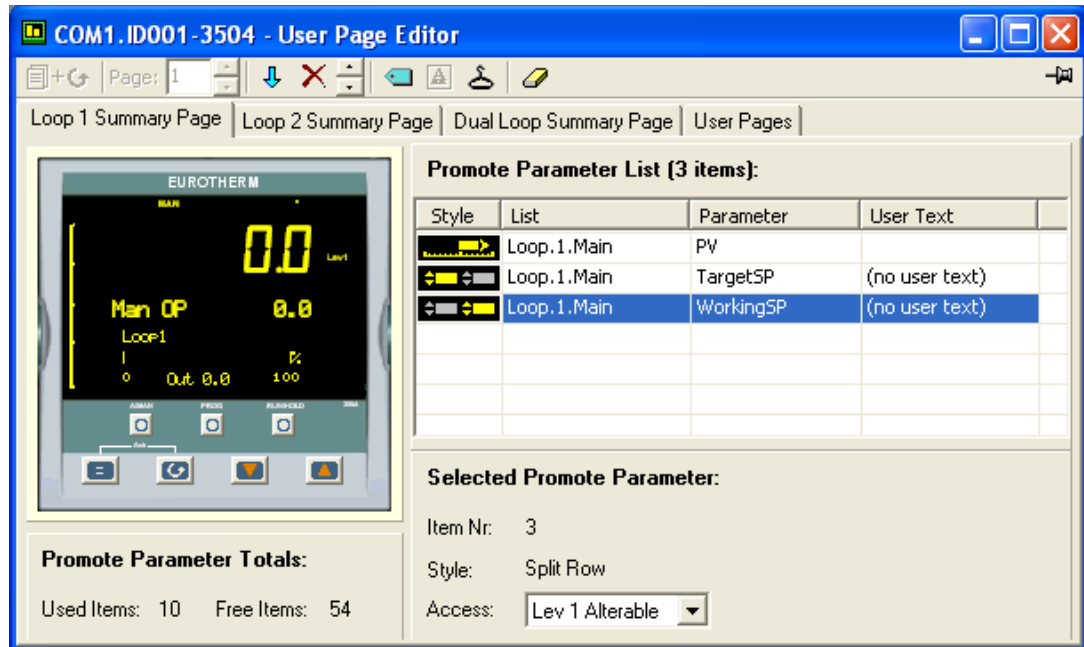 COM1.ID001-3504 - User Page Editor
Page: 1
Loop 1 Summary Page Loop 2 Summary Page Dual Loop Summary Page User Pages
EUROTHERM
MAN
0.0 Lev1
Man OP 0.0
Loop1
%
0 Out 0.0 100
A/MAN PROG RUN/HOLD 3504
Ack
Promote Parameter Totals:
Used Items: 10 Free Items: 54
Promote Parameter List (3 items):
Style List Parameter User Text
Loop.1.Main PV
Loop.1.Main TargetSP (no user text)
Loop.1.Main WorkingSP (no user text)
Selected Promote Parameter:
Item Nr: 3
Style: Split Row
Access: Lev 1 Alterable